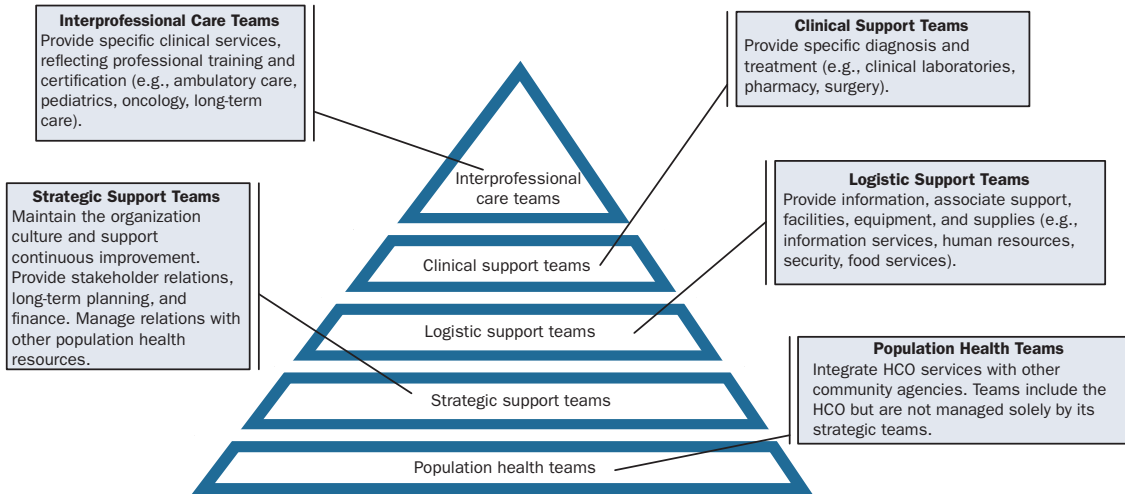 Interprofessional Care Teams
Provide specific clinical services,
reflecting professional training and
certification (e.g., ambulatory care,
pediatrics, oncology, long-term
care).
Clinical Support Teams
Provide specific diagnosis and
treatment (e.g., clinical laboratories,
pharmacy, surgery).
Strategic Support Teams
Maintain the organization
culture and support
continuous improvement.
Provide stakeholder relations,
long-term planning, and
finance. Manage relations with
other population health
resources.
Logistic Support Teams
Provide information, associate support,
facilities, equipment, and supplies (e.g.,
information services, human resources,
security, food services).
Population Health Teams
Integrate HCO services with other
community agencies. Teams include the
HCO but are not managed solely by its
strategic teams.
Interprofessional
care teams
Clinical support teams
Logistic support teams
Strategic support teams
Population health teams